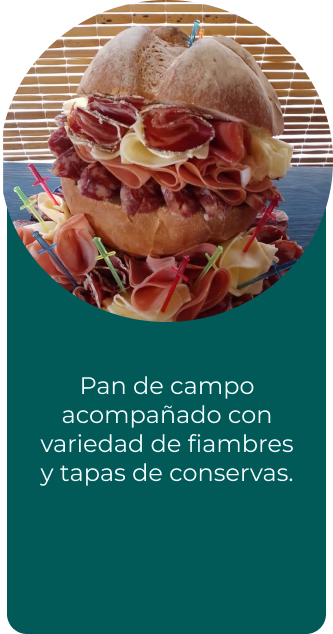 Pan de campo
acompañado con
variedad de fiambres
y tapas de conservas.